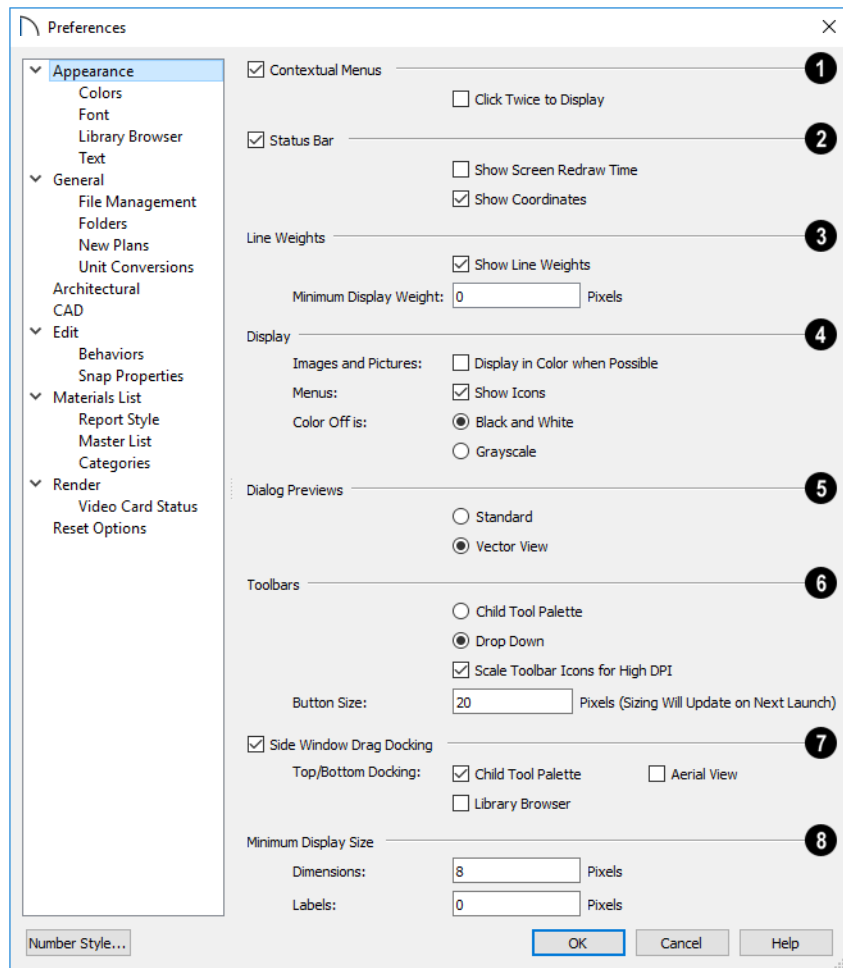 Preferences
Appearance
Colors
Font
Library Browser
Text
General
File Management
Folders
New Plans
Unit Conversions
Architectural
CAD
Edit
Behaviors
Snap Properties
Materials List
Report Style
Master List
Categories
Render
Video Card Status
Reset Options
Contextual Menus 1
Click Twice to Display
Status Bar 2
Show Screen Redraw Time
Show Coordinates
Line Weights 3
Show Line Weights
Minimum Display Weight: 0 Pixels
Display 4
Images and Pictures: Display in Color when Possible
Menus: Show Icons
Color Off is: Black and White
Grayscale
Dialog Previews 5
Standard
Vector View
Toolbars 6
Child Tool Palette
Drop Down
Scale Toolbar Icons for High DPI
Button Size: 20 Pixels (Sizing Will Update on Next Launch)
Side Window Drag Docking 7
Top/Bottom Docking: Child Tool Palette Aerial View
Library Browser
Minimum Display Size 8
Dimensions: 8 Pixels
Labels: 0 Pixels
Number Style... OK Cancel Help